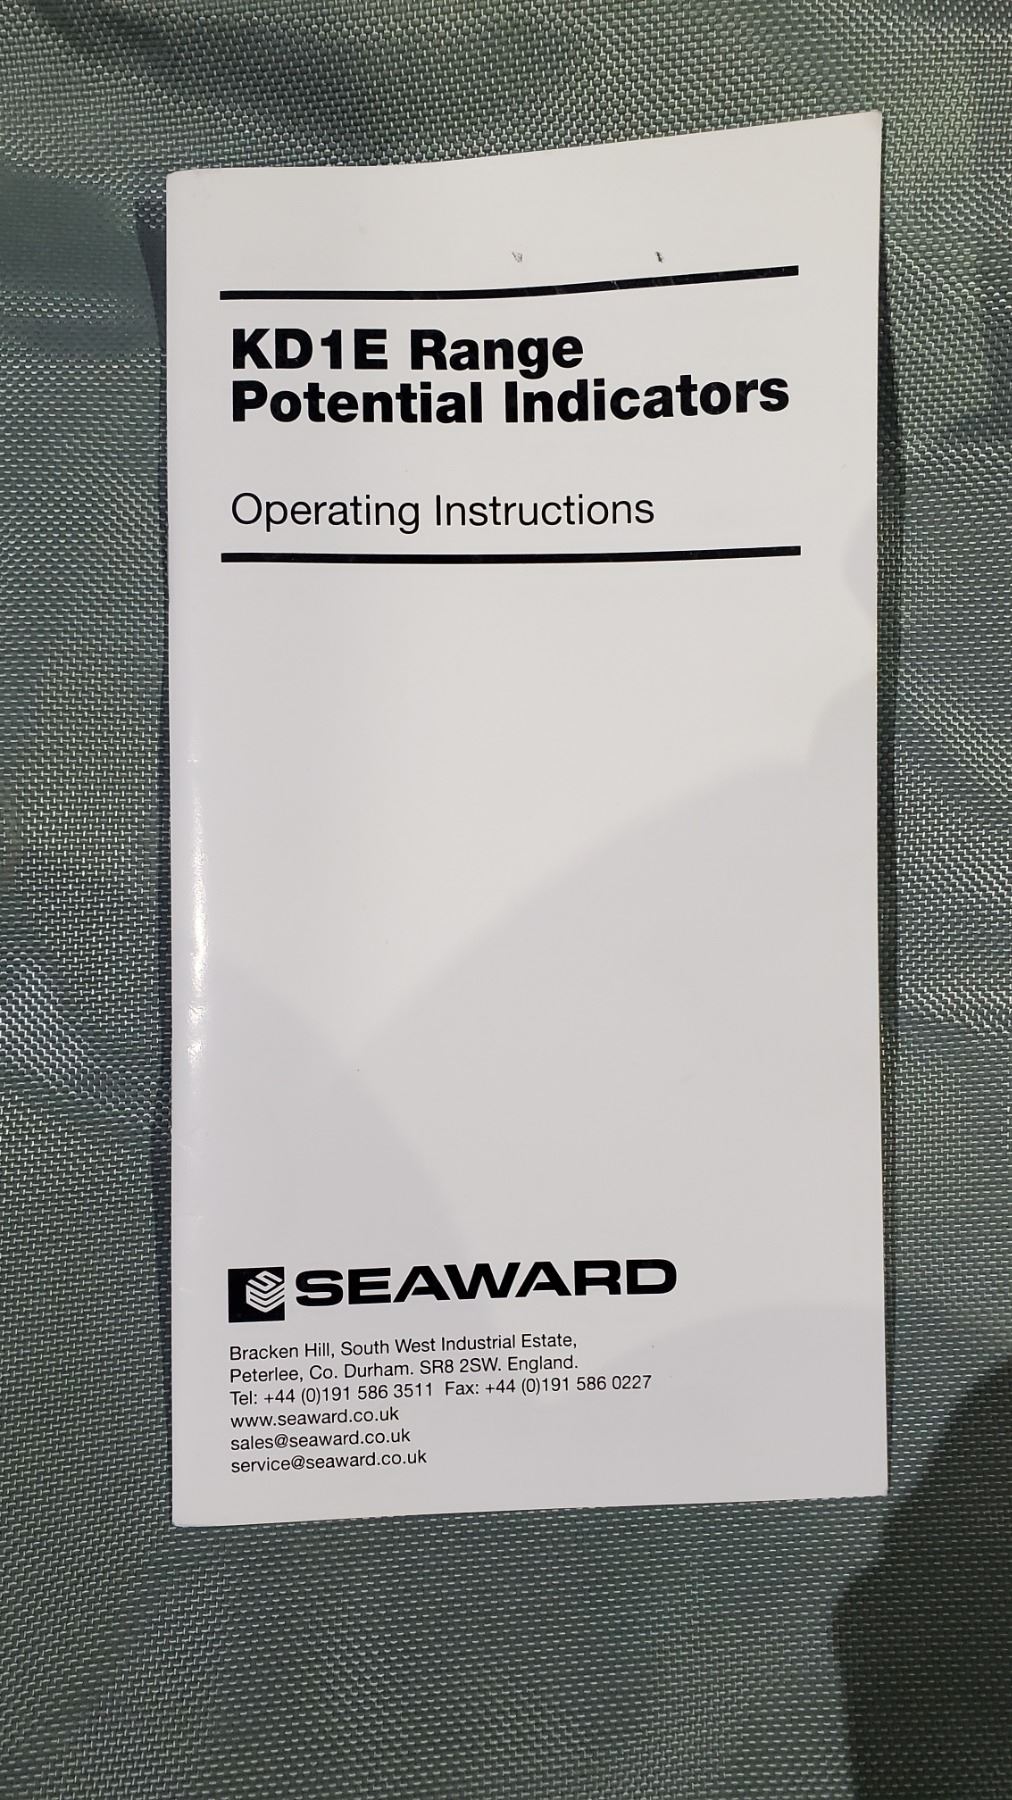 KD1E Range
Potential Indicators
Operating Instructions
SEAWARD
Bracken Hill, South West Industrial Estate,
Peterlee, Co. Durham. SR8 2SW. England.
Tel: +44 (0)191 586 3511 Fax: +44 (0)191 586 0227
www.seaward.co.uk
sales@seaward.co.uk
service@seaward.co.uk